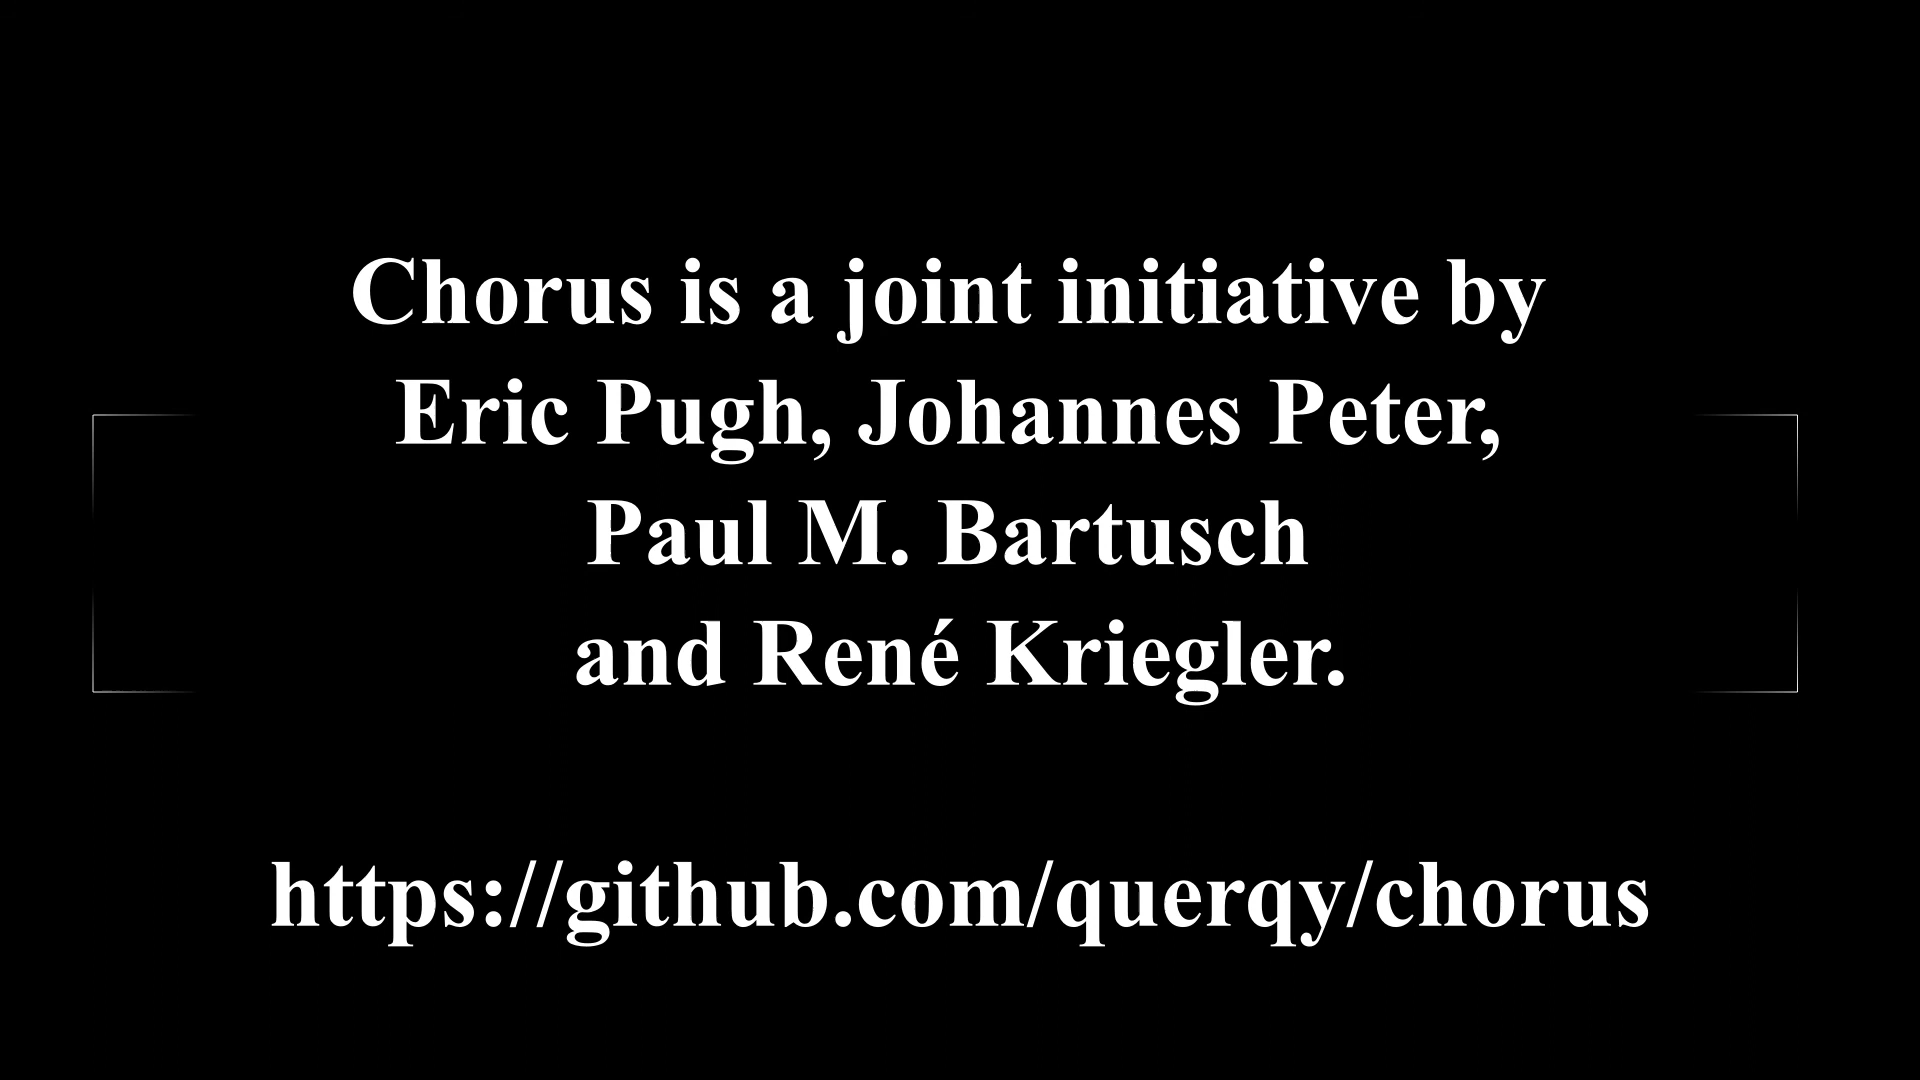 Chorus is a joint initiative by
Eric Pugh, Johannes Peter,
Paul M. Bartusch
and René Kriegler.
https://github.com/querqy/chorus